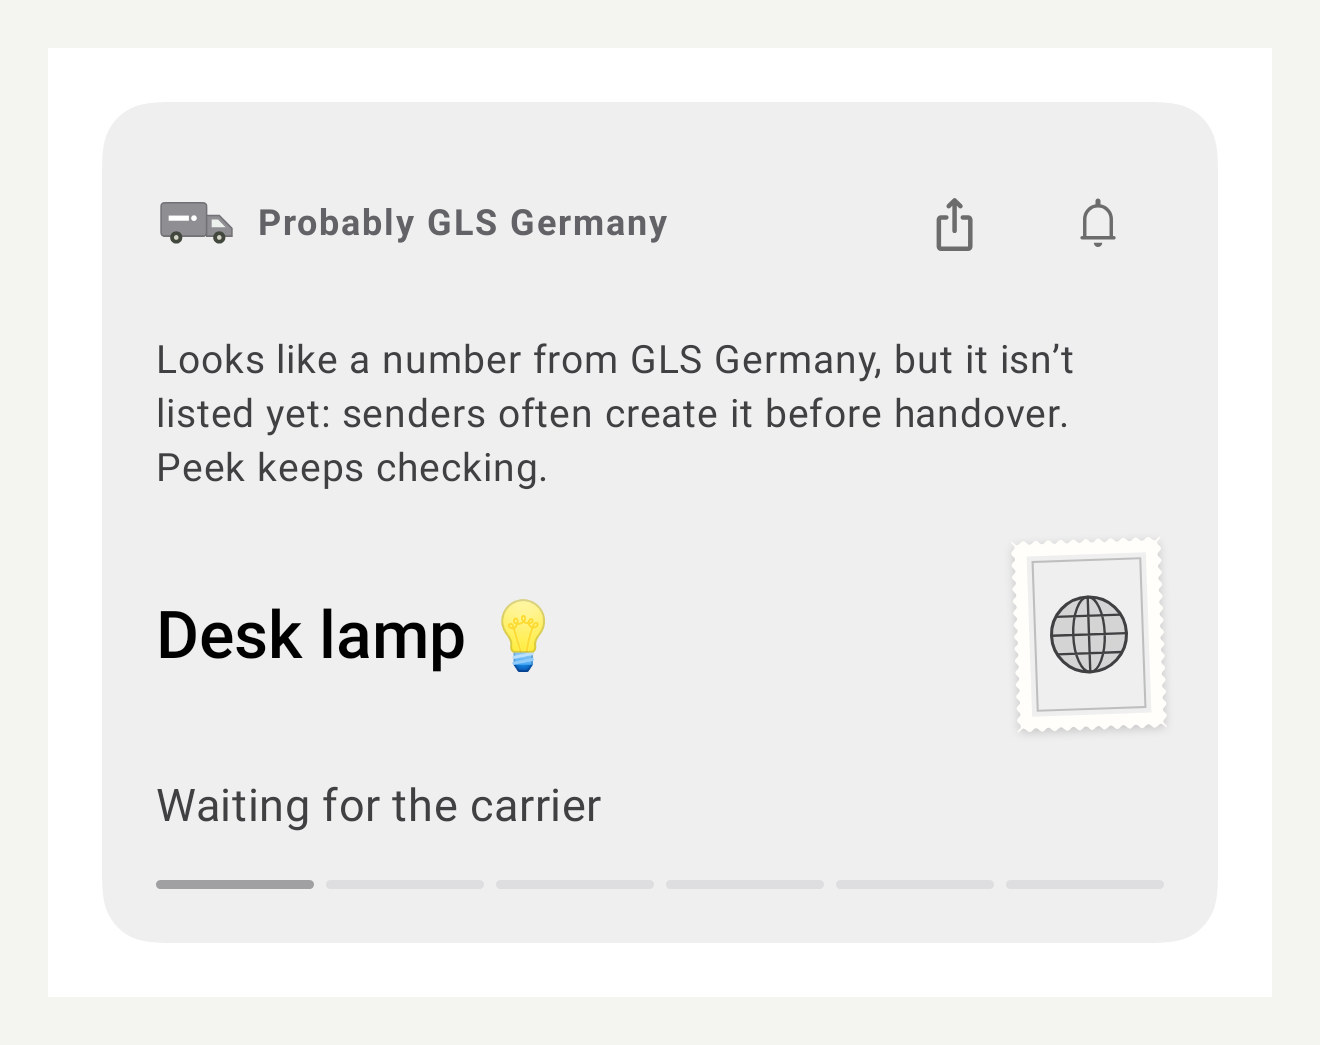 Probably GLS Germany
Looks like a number from GLS Germany, but it isn’t
listed yet: senders often create it before handover.
Peek keeps checking.
Desk lamp 💡
Waiting for the carrier